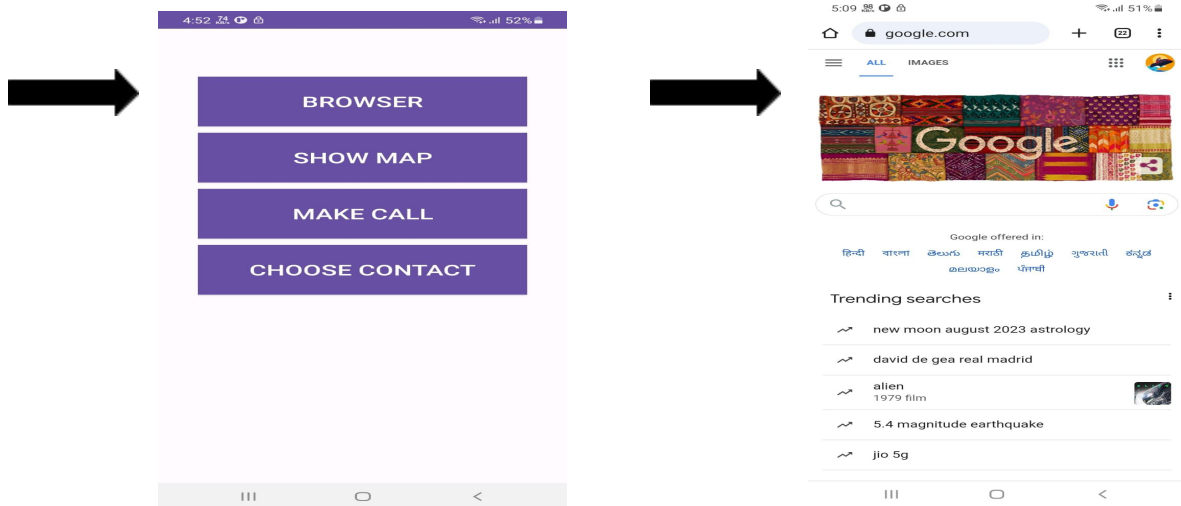 4:52 74
52%
BROWSER
SHOW MAP
MAKE CALL
CHOOSE CONTACT
5:09 98
51%
google.com
22
ALL IMAGES
Google
Google offered in:
हिन्दी বাংলা తెలుగు मराठी தமிழ் ગુજરાતી ಕನ್ನಡ
മലയാളം ਪੰਜਾਬੀ
Trending searches
new moon august 2023 astrology
david de gea real madrid
alien
1979 film
5.4 magnitude earthquake
jio 5g